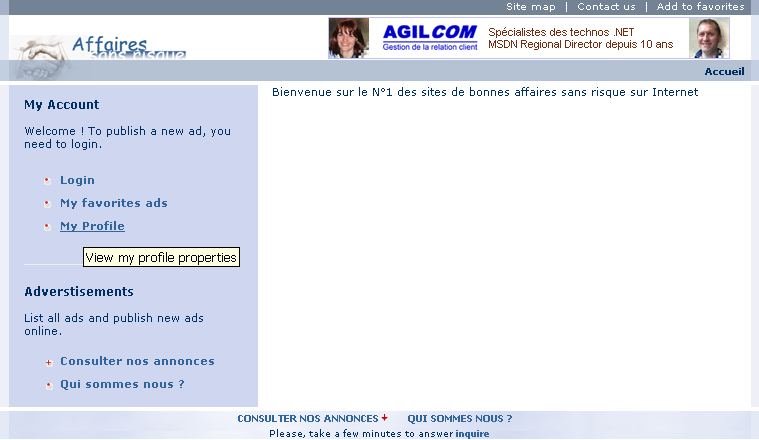 Site map | Contact us | Add to favorites
Affaires
sans risque
AGILCOM
Gestion de la relation client
Spécialistes des technos .NET
MSDN Regional Director depuis 10 ans
Accueil
My Account
Welcome ! To publish a new ad, you
need to login.
Login
My favorites ads
My Profile
View my profile properties
Adverstisements
List all ads and publish new ads
online.
Consulter nos annonces
Qui sommes nous ?
Bienvenue sur le N°1 des sites de bonnes affaires sans risque sur Internet
CONSULTER NOS ANNONCES QUI SOMMES NOUS ?
Please, take a few minutes to answer inquire